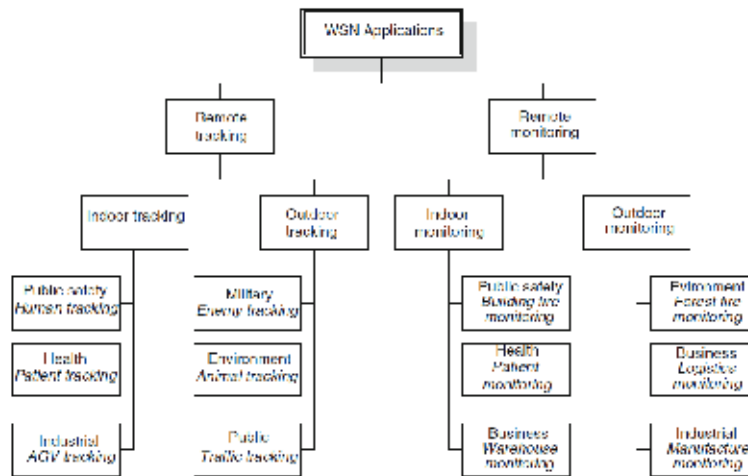 WSN Applications
Remote
tracking
Remote
monitoring
Indoor tracking
Outdoor
tracking
Indoor
monitoring
Outdoor
monitoring
Public safety
Human tracking
Military
Enemy tracking
Public safety
Building fire
monitoring
Evironment
Forest fire
monitoring
Health
Patient tracking
Environment
Animal tracking
Health
Patient
monitoring
Business
Logistics
monitoring
Industrial
AGV tracking
Public
Traffic tracking
Business
Warehouse
monitoring
Industrial
Manufacture
monitoring